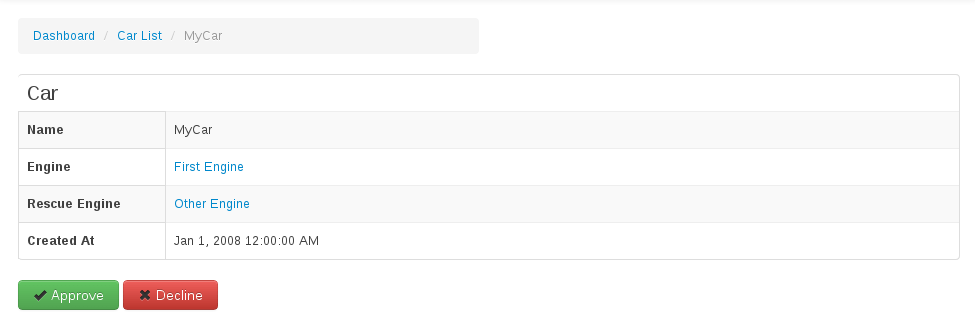 Dashboard / Car List / MyCar
Car
Name MyCar
Engine First Engine
Rescue Engine Other Engine
Created At Jan 1, 2008 12:00:00 AM
Approve Decline